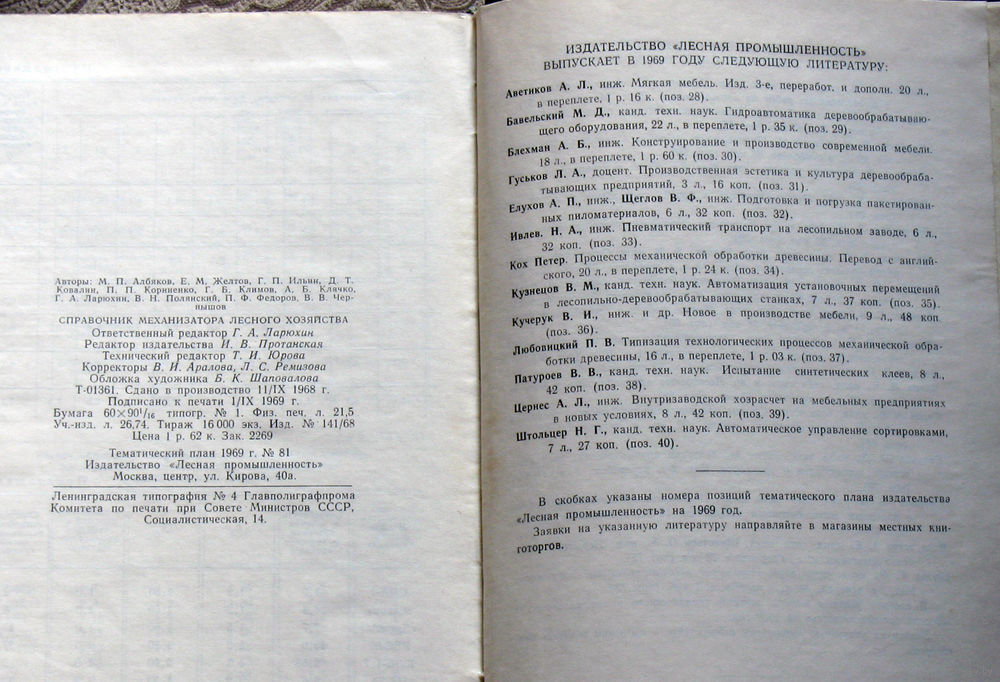 Авторы: М. П. Албяков, Е. М. Желтов, Г. П. Ильин, Д. Т.
Ковалин, П. П. Корниенко, Г. Б. Климов, А. Б. Клячко,
Г. А. Ларюхин, В. Н. Полянский, П. Ф. Федоров, В. В. Чер-
нышов
СПРАВОЧНИК МЕХАНИЗАТОРА ЛЕСНОГО ХОЗЯЙСТВА
Ответственный редактор Г. А. Ларюхин
Редактор издательства И. В. Протанская
Технический редактор Т. И. Юрова
Корректоры В. И. Аралова, Л. С. Ремизова
Обложка художника Б. К. Шаповалова
Т-01361. Сдано в производство 11/IX 1968 г.
Подписано к печати 1/IX 1969 г.
Бумага 60×90 1/16 типогр. № 1. Физ. печ. л. 21,5
Уч.-изд. л. 26,74. Тираж 16 000 экз. Изд. № 141/68
Цена 1 р. 62 к. Зак. 2269
Тематический план 1969 г. № 81
Издательство «Лесная промышленность»
Москва, центр, ул. Кирова, 40а.
Ленинградская типография № 4 Главполиграфпрома
Комитета по печати при Совете Министров СССР,
Социалистическая, 14.
ИЗДАТЕЛЬСТВО «ЛЕСНАЯ ПРОМЫШЛЕННОСТЬ»
ВЫПУСКАЕТ В 1969 ГОДУ СЛЕДУЮЩУЮ ЛИТЕРАТУРУ:
Аветиков А. Л., инж. Мягкая мебель. Изд. 3-е, переработ. и дополн. 20 л.,
в переплете, 1 р. 16 к. (поз. 28).
Бавельский М. Д., канд. техн. наук. Гидроавтоматика деревообрабатываю-
щего оборудования, 22 л., в переплете, 1 р. 35 к. (поз. 29).
Блехман А. Б., инж. Конструирование и производство современной мебели.
18 л., в переплете, 1 р. 60 к. (поз. 30).
Гуськов Л. А., доцент. Производственная эстетика и культура деревообраба-
тывающих предприятий, 3 л., 16 коп. (поз. 31).
Елухов А. П., инж., Щеглов В. Ф., инж. Подготовка и погрузка пакетирован-
ных пиломатериалов, 6 л., 32 коп. (поз. 32).
Ивлев. Н. А., инж. Пневматический транспорт на лесопильном заводе, 6 л.,
32 коп. (поз. 33).
Кох Петер. Процессы механической обработки древесины. Перевод с англий-
ского, 20 л., в переплете, 1 р. 24 к. (поз. 34).
Кузнецов В. М., канд. техн. наук. Автоматизация установочных перемещений
в лесопильно-деревообрабатывающих станках, 7 л., 37 коп. (поз. 35).
Кучерук В. И., инж. и др. Новое в производстве мебели, 9 л., 48 коп.
(поз. 36).
Любовицкий П. В. Типизация технологических процессов механической обра-
ботки древесины, 16 л., в переплете, 1 р. 03 к. (поз. 37).
Патуроев В. В., канд. техн. наук. Испытание синтетических клеев, 8 л.,
42 коп. (поз. 38).
Цернес А. Л., инж. Внутризаводской хозрасчет на мебельных предприятиях
в новых условиях, 8 л., 42 коп. (поз. 39).
Штольцер Н. Г., канд. техн. наук. Автоматическое управление сортировками,
7 л., 27 коп. (поз. 40).
В скобках указаны номера позиций тематического плана издательства
«Лесная промышленность» на 1969 год.
Заявки на указанную литературу направляйте в магазины местных кни-
готоргов.